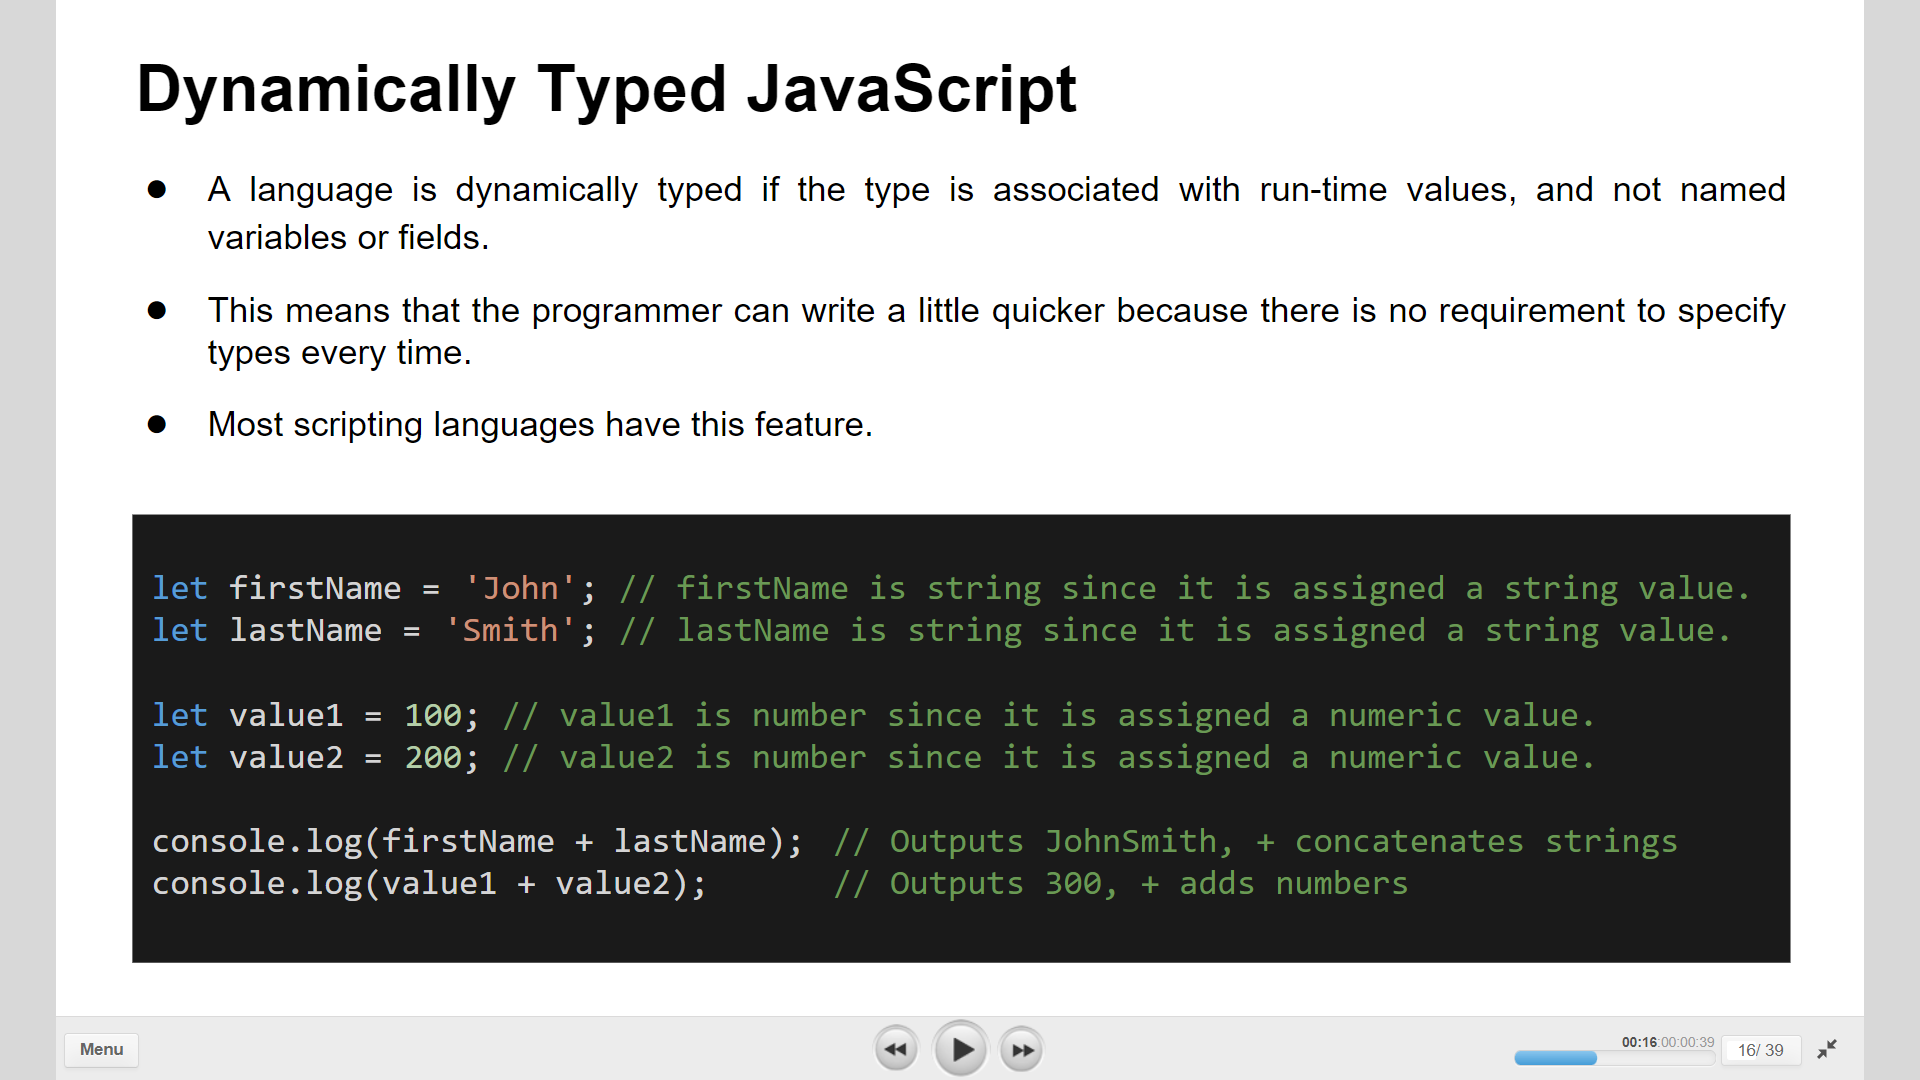 Dynamically Typed JavaScript
● A language is dynamically typed if the type is associated with run-time values, and not named
variables or fields.
● This means that the programmer can write a little quicker because there is no requirement to specify
types every time.
● Most scripting languages have this feature.
let firstName = 'John'; // firstName is string since it is assigned a string value.
let lastName = 'Smith'; // lastName is string since it is assigned a string value.
let value1 = 100; // value1 is number since it is assigned a numeric value.
let value2 = 200; // value2 is number since it is assigned a numeric value.
console.log(firstName + lastName); // Outputs JohnSmith, + concatenates strings
console.log(value1 + value2); // Outputs 300, + adds numbers
Menu
00:16:00:00:39
16/ 39